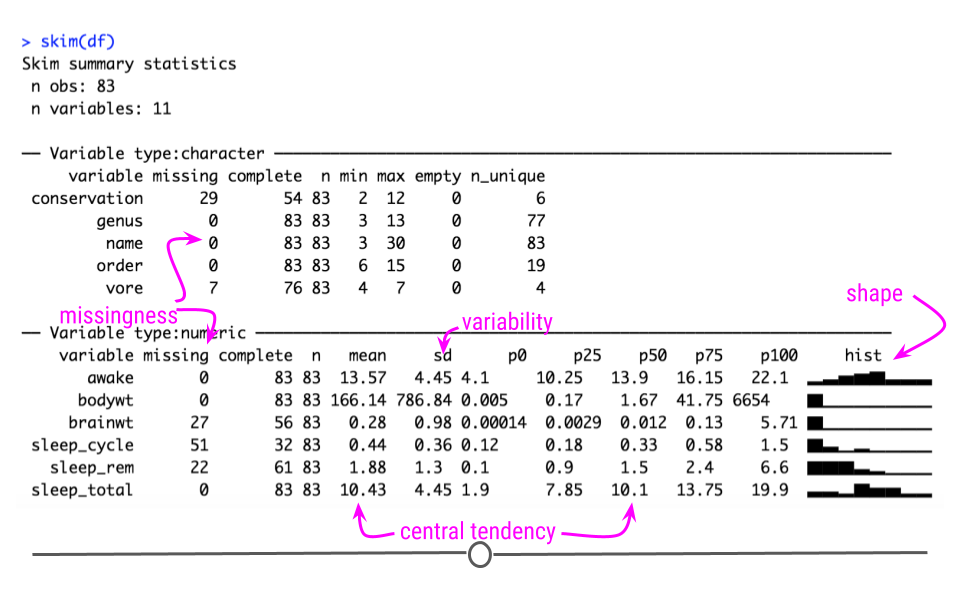 > skim(df)
Skim summary statistics
n obs: 83
n variables: 11
── Variable type:character ──
variable missing complete n min max empty n_unique
conservation 29 54 83 2 12 0 6
genus 0 83 83 3 13 0 77
name 0 83 83 3 30 0 83
order 0 83 83 6 15 0 19
vore 7 76 83 4 7 0 4
missingness
shape
variability
── Variable type:numeric ──
variable missing complete n mean sd p0 p25 p50 p75 p100 hist
awake 0 83 83 13.57 4.45 4.1 10.25 13.9 16.15 22.1
bodywt 0 83 83 166.14 786.84 0.005 0.17 1.67 41.75 6654
brainwt 27 56 83 0.28 0.98 0.00014 0.0029 0.012 0.13 5.71
sleep_cycle 51 32 83 0.44 0.36 0.12 0.18 0.33 0.58 1.5
sleep_rem 22 61 83 1.88 1.3 0.1 0.9 1.5 2.4 6.6
sleep_total 0 83 83 10.43 4.45 1.9 7.85 10.1 13.75 19.9
central tendency